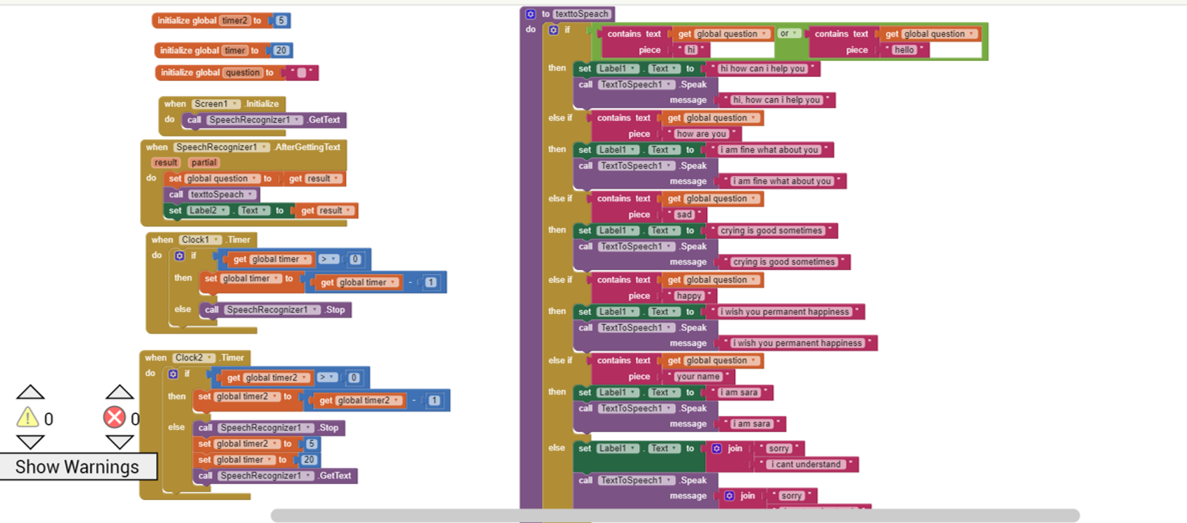 initialize global timer2 to 5
initialize global timer to 20
initialize global question to " "
when Screen1 .Initialize
do call SpeechRecognizer1 .GetText
when SpeechRecognizer1 .AfterGettingText
result partial
do set global question to get result
call texttoSpeach
set Label2 . Text to get result
when Clock1 .Timer
do if get global timer > 0
then set global timer to get global timer - 1
else call SpeechRecognizer1 .Stop
when Clock2 .Timer
do if get global timer2 > 0
then set global timer2 to get global timer2 - 1
else call SpeechRecognizer1 .Stop
set global timer2 to 5
set global timer to 20
call SpeechRecognizer1 .GetText
0 0
Show Warnings
to texttoSpeach
do if contains text get global question or contains text get global question
piece " hi " piece " hello "
then set Label1 . Text to " hi how can i help you "
call TextToSpeech1 .Speak
message " hi, how can i help you "
else if contains text get global question
piece " how are you "
then set Label1 . Text to " i am fine what about you "
call TextToSpeech1 .Speak
message " i am fine what about you "
else if contains text get global question
piece " sad "
then set Label1 . Text to " crying is good sometimes "
call TextToSpeech1 .Speak
message " crying is good sometimes "
else if contains text get global question
piece " happy "
then set Label1 . Text to " i wish you permanent happiness "
call TextToSpeech1 .Speak
message " i wish you permanent happiness "
else if contains text get global question
piece " your name "
then set Label1 . Text to " i am sara "
call TextToSpeech1 .Speak
message " i am sara "
else set Label1 . Text to join " sorry "
" i cant understand "
call TextToSpeech1 .Speak
message join " sorry "